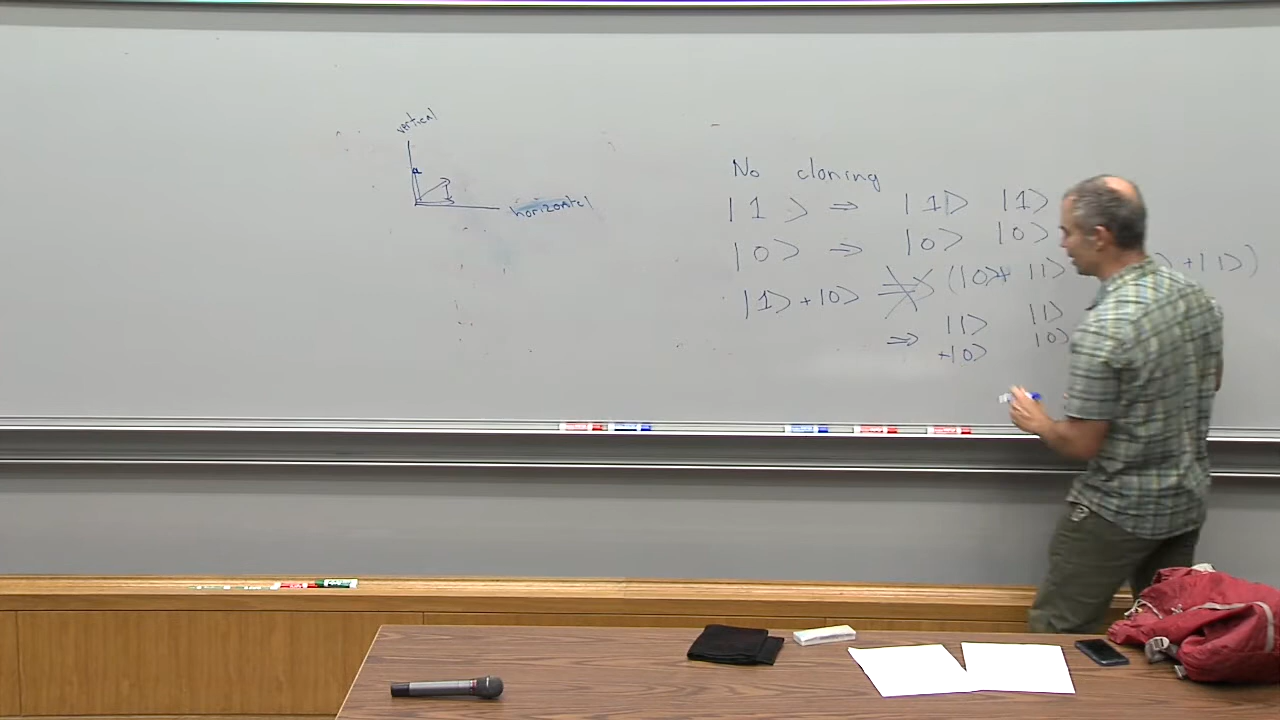 vertical
horizontal
No cloning
|1⟩ ⇒ |1⟩ |1⟩
|0⟩ ⇒ |0⟩ |0⟩
|1⟩ + |0⟩ ⇒ (|0⟩ + |1⟩ ⟩ + |1⟩)
⇒ |1⟩ |1⟩
+|0⟩ |0⟩